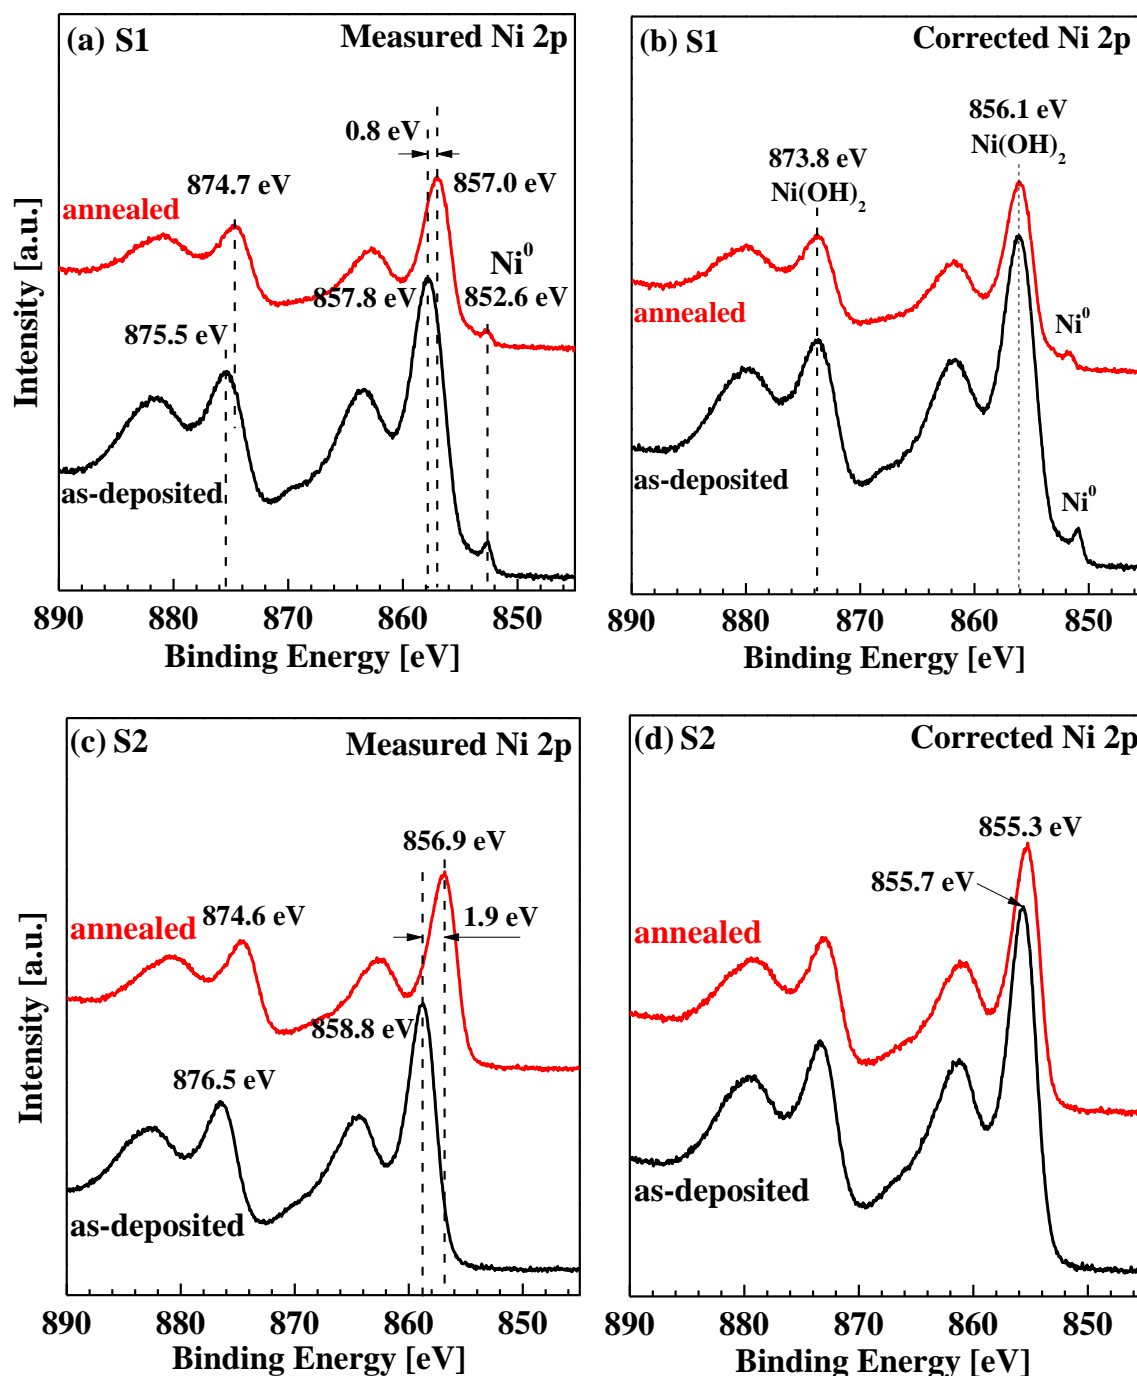 (a) S1
Measured Ni 2p
0.8 eV
874.7 eV
857.0 eV
annealed
Ni⁰
857.8 eV
852.6 eV
875.5 eV
as-deposited
Intensity [a.u.]
890
880
870
860
850
Binding Energy [eV]
(b) S1
Corrected Ni 2p
856.1 eV
Ni(OH)₂
873.8 eV
Ni(OH)₂
annealed
Ni⁰
as-deposited
Ni⁰
890
880
870
860
850
Binding Energy [eV]
(c) S2
Measured Ni 2p
856.9 eV
874.6 eV
1.9 eV
annealed
858.8 eV
876.5 eV
as-deposited
Intensity [a.u.]
890
880
870
860
850
Binding Energy [eV]
(d) S2
Corrected Ni 2p
855.3 eV
855.7 eV
annealed
as-deposited
890
880
870
860
850
Binding Energy [eV]